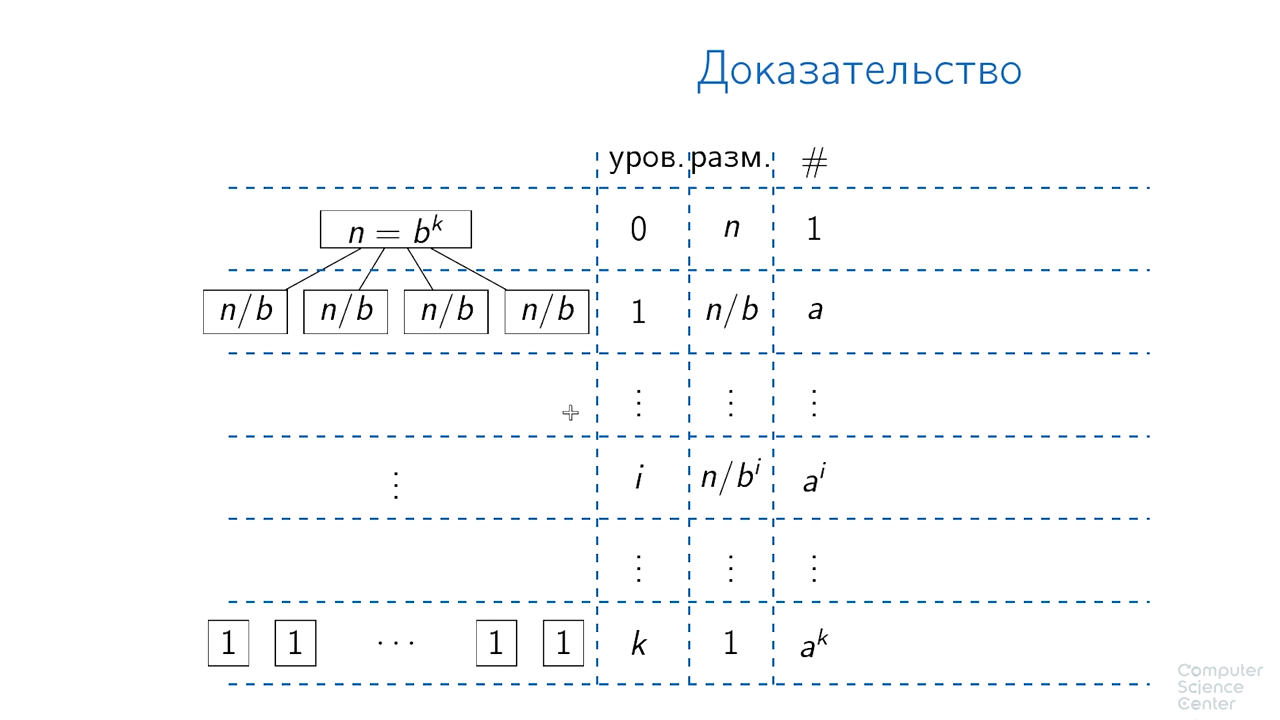 Доказательство
уров. разм. #
n = b^k 0 n 1
n/b n/b n/b n/b 1 n/b a
⋮ ⋮ ⋮
⋮ i n/b^i a^i
⋮ ⋮ ⋮
1 1 ⋯ 1 1 k 1 a^k
Computer
Science
Center